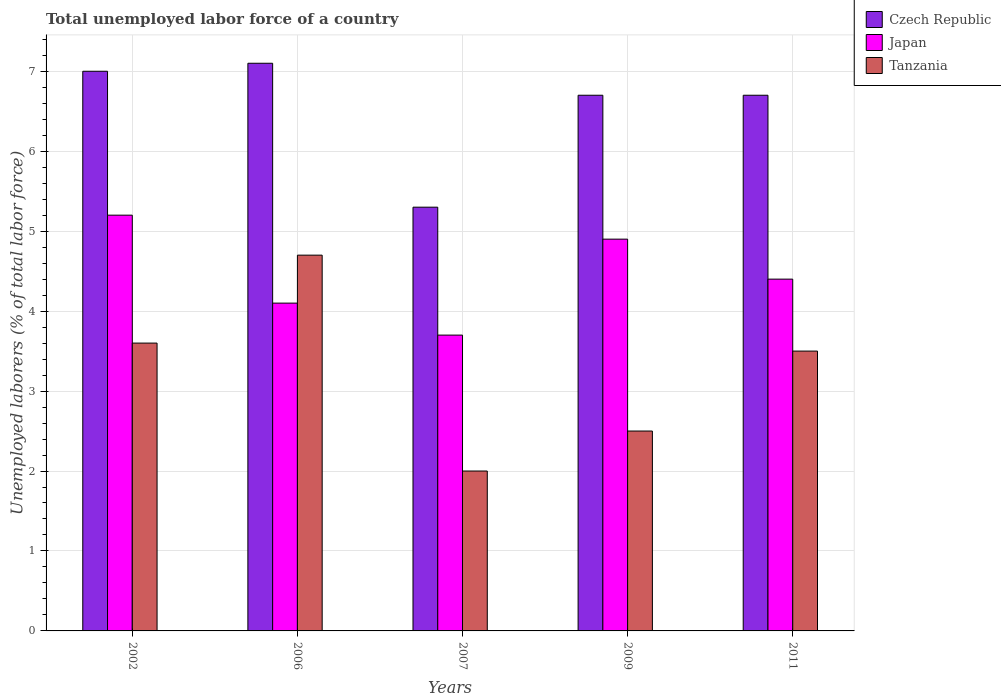 Total unemployed labor force of a country
Czech Republic
Japan
Tanzania
Unemployed laborers (% of total labor force)
7
6
5
4
3
2
1
0
2002
2006
2007
2009
2011
Years